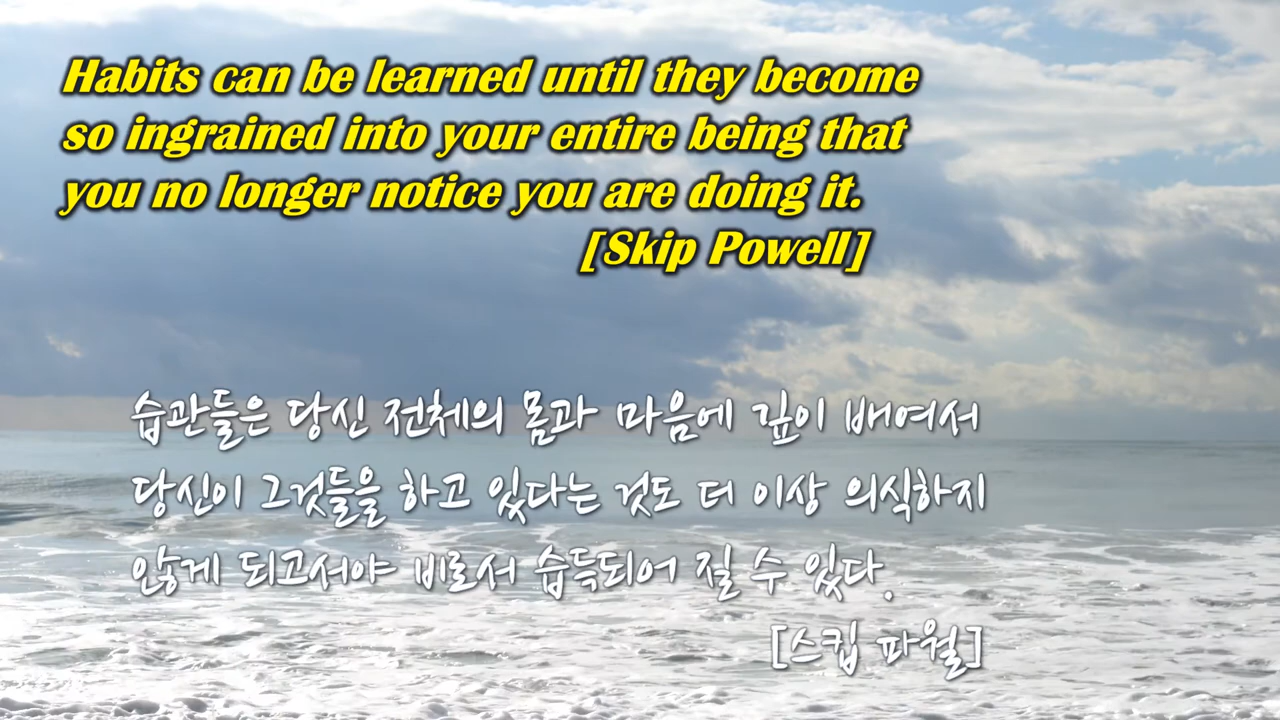 Habits can be learned until they become
so ingrained into your entire being that
you no longer notice you are doing it.
[Skip Powell]
습관들은 당신 전체의 몸과 마음에 깊이 배여서
당신이 그것들을 하고 있다는 것도 더 이상 의식하지
않게 되고서야 비로서 습득되어 질 수 있다.
[스킵 파월]